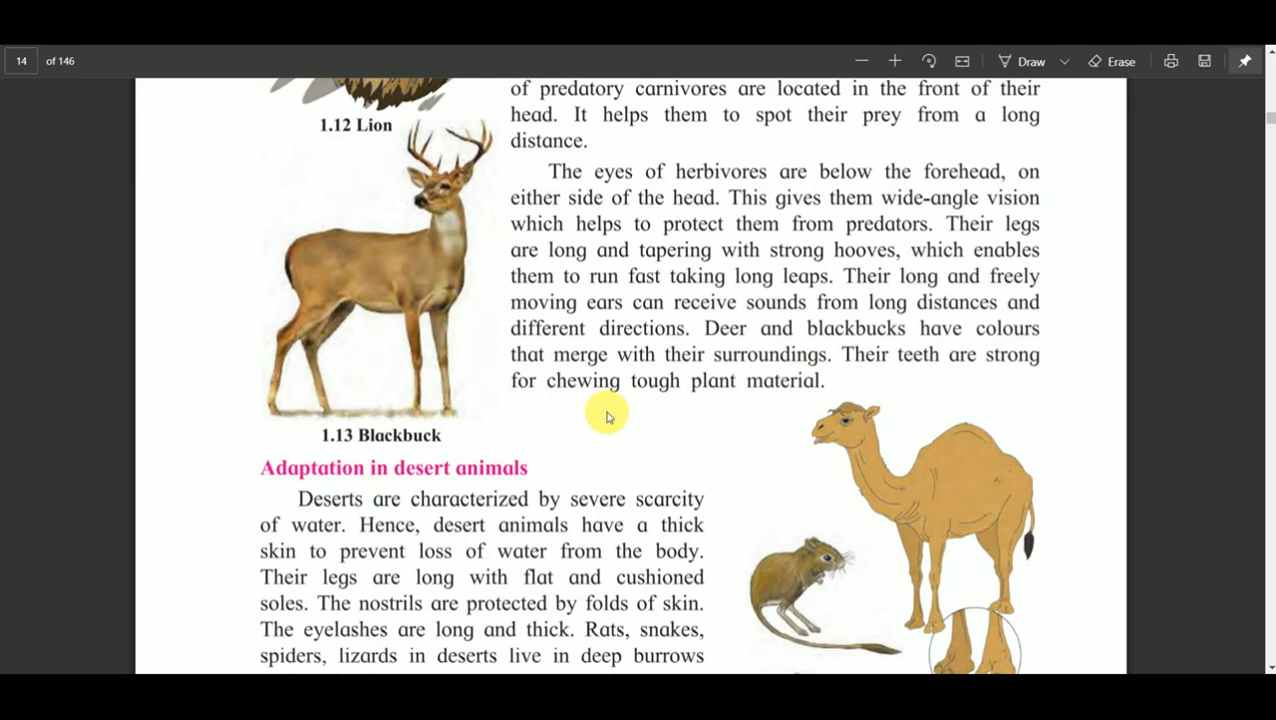 14 of 146
Draw
Erase
of predatory carnivores are located in the front of their
head. It helps them to spot their prey from a long
distance.
1.12 Lion
The eyes of herbivores are below the forehead, on
either side of the head. This gives them wide-angle vision
which helps to protect them from predators. Their legs
are long and tapering with strong hooves, which enables
them to run fast taking long leaps. Their long and freely
moving ears can receive sounds from long distances and
different directions. Deer and blackbucks have colours
that merge with their surroundings. Their teeth are strong
for chewing tough plant material.
1.13 Blackbuck
Adaptation in desert animals
Deserts are characterized by severe scarcity
of water. Hence, desert animals have a thick
skin to prevent loss of water from the body.
Their legs are long with flat and cushioned
soles. The nostrils are protected by folds of skin.
The eyelashes are long and thick. Rats, snakes,
spiders, lizards in deserts live in deep burrows